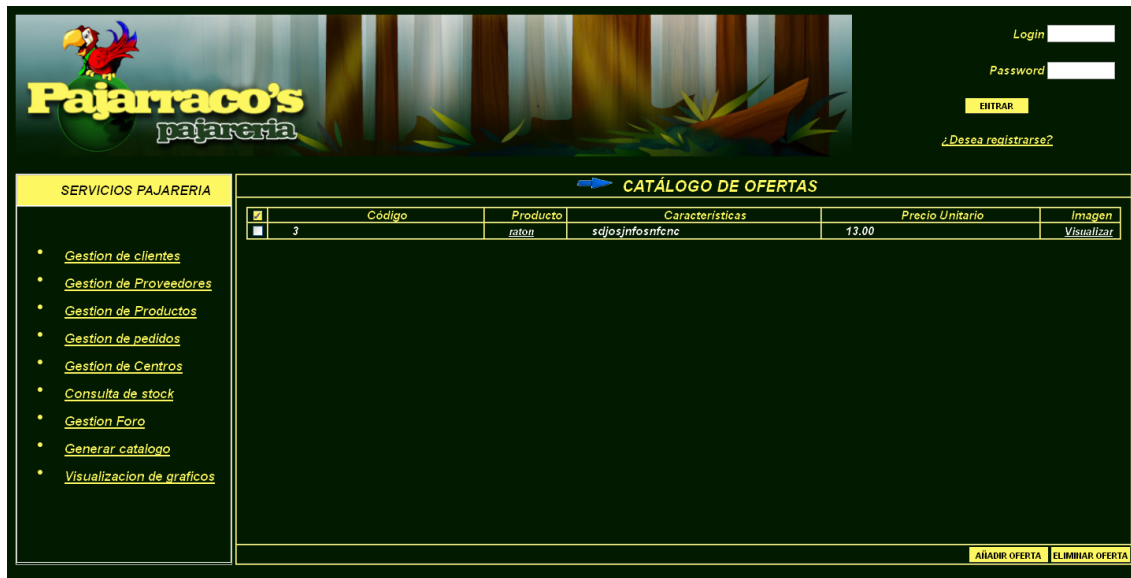 Pajarraco's
pajareria
Login
Password
ENTRAR
¿Desea registrarse?
SERVICIOS PAJARERIA
Gestion de clientes
Gestion de Proveedores
Gestion de Productos
Gestion de pedidos
Gestion de Centros
Consulta de stock
Gestion Foro
Generar catalogo
Visualizacion de graficos
CATÁLOGO DE OFERTAS
Código Producto Características Precio Unitario Imagen
3 raton sdjosjnfosnfcnc 13.00 Visualizar
AÑADIR OFERTA ELIMINAR OFERTA